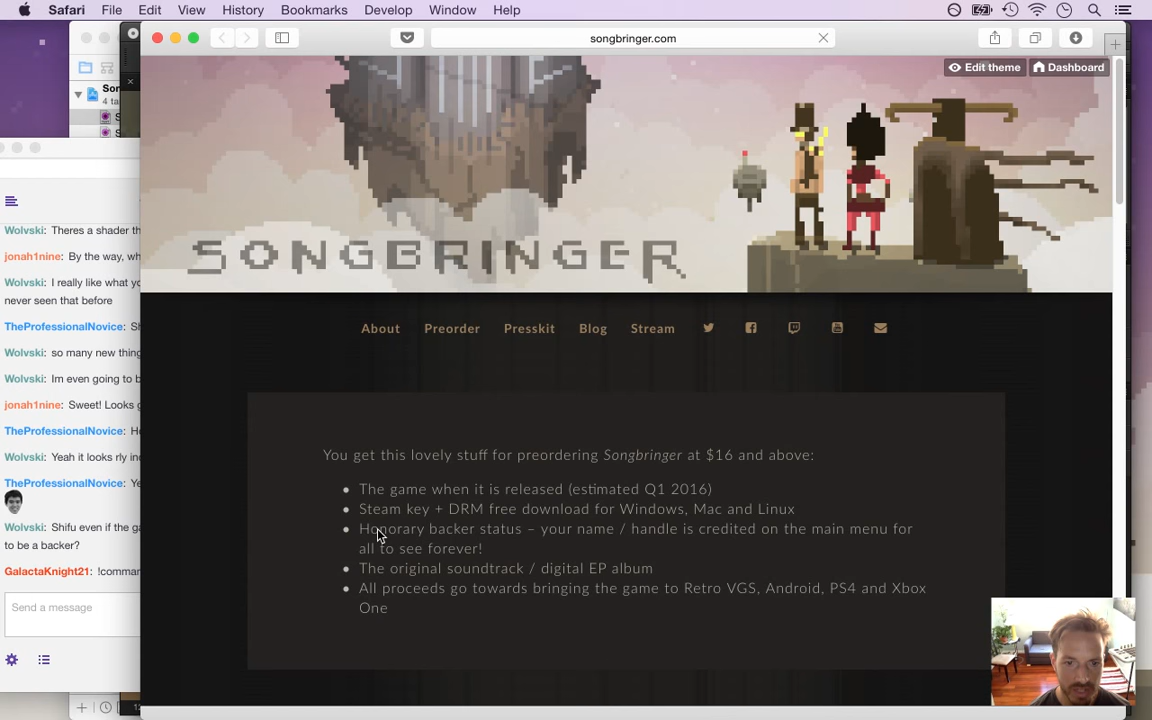 Safari File Edit View History Bookmarks Develop Window Help
songbringer.com
Edit theme Dashboard
4 ta
SONGBRINGER
About Preorder Presskit Blog Stream
You get this lovely stuff for preordering Songbringer at $16 and above:
The game when it is released (estimated Q1 2016)
Steam key + DRM free download for Windows, Mac and Linux
Honorary backer status – your name / handle is credited on the main menu for
all to see forever!
The original soundtrack / digital EP album
All proceeds go towards bringing the game to Retro VGS, Android, PS4 and Xbox
One
Wolvski: Theres a shader th
jonah1nine: By the way, wh
Wolvski: I really like what yo
never seen that before
TheProfessionalNovice: Sh
Wolvski: so many new thing
Wolvski: Im even going to b
jonah1nine: Sweet! Looks g
TheProfessionalNovice: H
Wolvski: Yeah it looks rly in
TheProfessionalNovice: Ye
Wolvski: Shifu even if the ga
to be a backer?
GalactaKnight21: !comman
Send a message